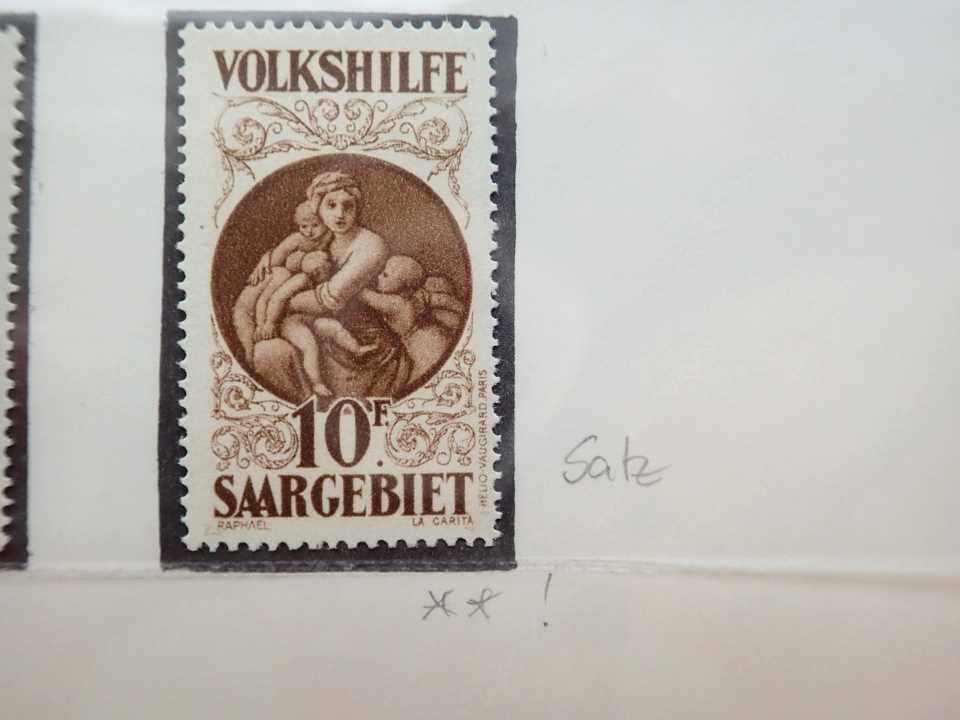 VOLKSHILFE
10F.
SAARGEBIET
RAPHAEL LA CARITA
HELIO-VAUGIRARD.PARIS
Satz
** !